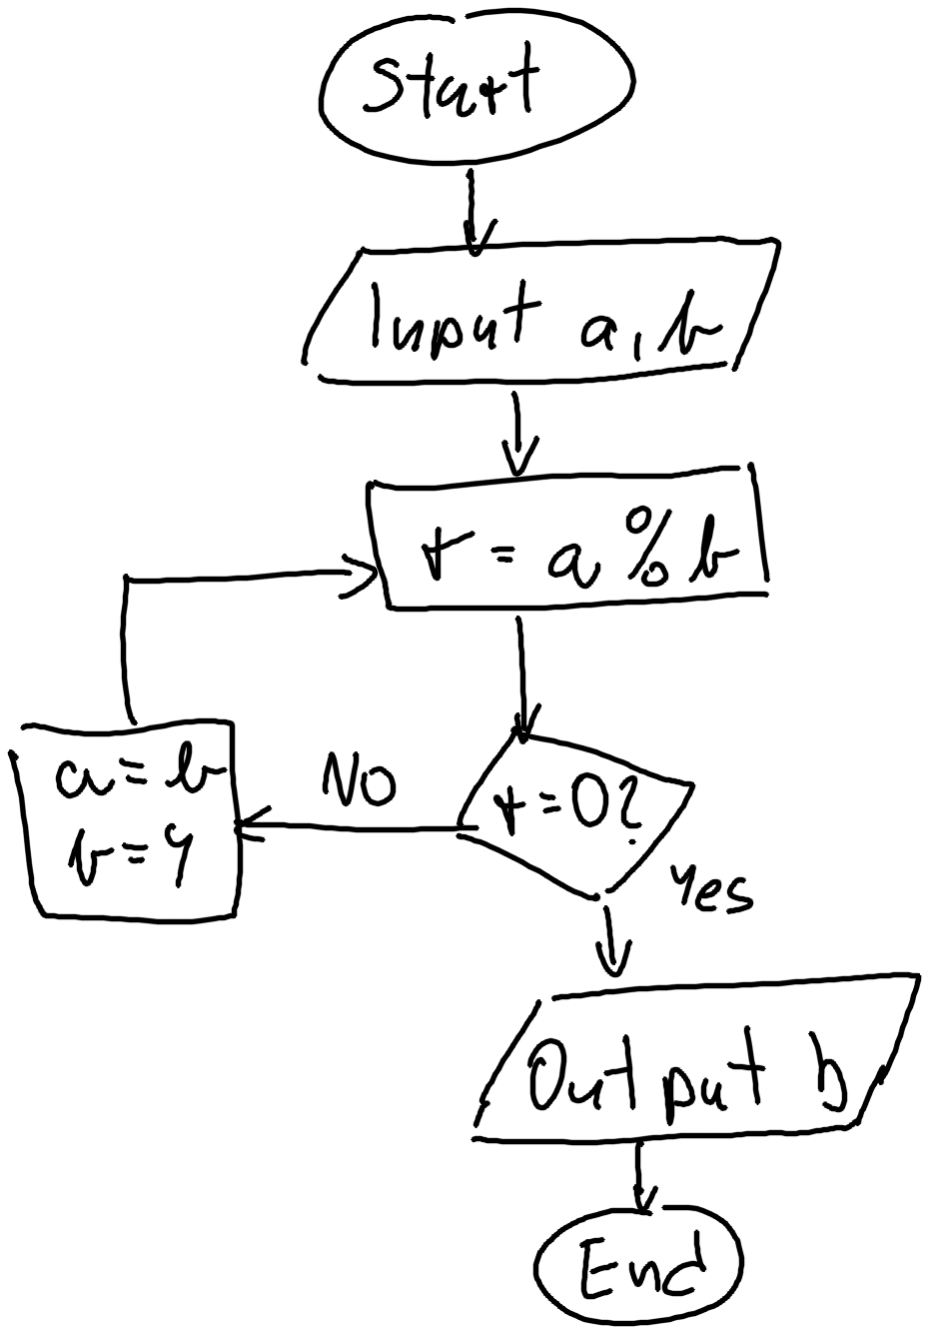 Start
Input a, b
r = a % b
r = 0?
No
a = b
b = r
Yes
Output b
End